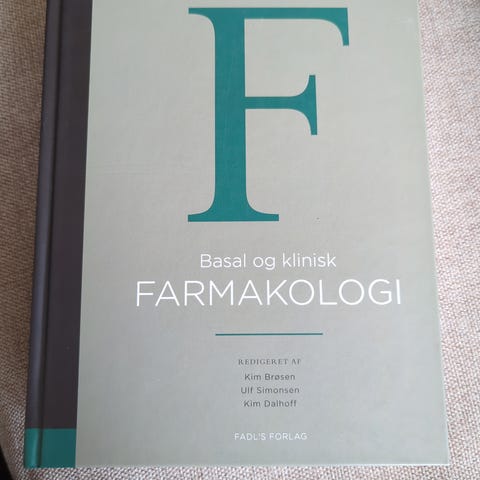 F
Basal og klinisk
FARMAKOLOGI
REDIGERET AF
Kim Brøsen
Ulf Simonsen
Kim Dalhoff
FADL'S FORLAG